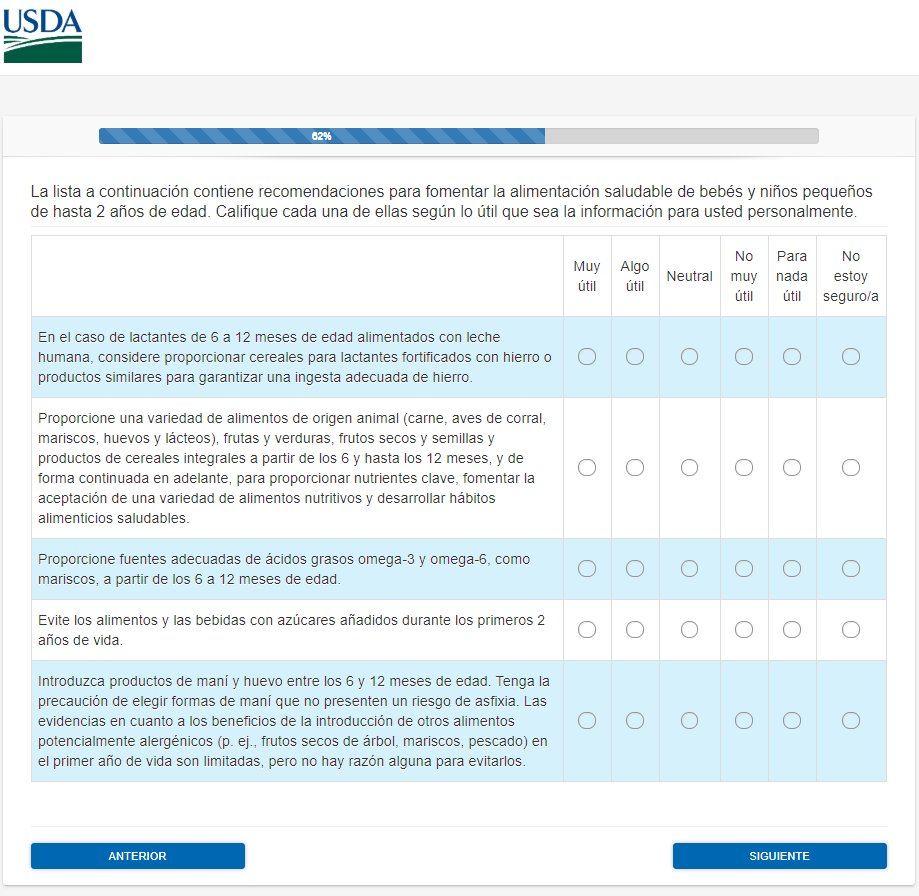 USDA
62%
La lista a continuación contiene recomendaciones para fomentar la alimentación saludable de bebés y niños pequeños
de hasta 2 años de edad. Califique cada una de ellas según lo útil que sea la información para usted personalmente.
Muy
útil
Algo
útil
Neutral
No
muy
útil
Para
nada
útil
No
estoy
seguro/a
En el caso de lactantes de 6 a 12 meses de edad alimentados con leche
humana, considere proporcionar cereales para lactantes fortificados con hierro o
productos similares para garantizar una ingesta adecuada de hierro.
Proporcione una variedad de alimentos de origen animal (carne, aves de corral,
mariscos, huevos y lácteos), frutas y verduras, frutos secos y semillas y
productos de cereales integrales a partir de los 6 y hasta los 12 meses, y de
forma continuada en adelante, para proporcionar nutrientes clave, fomentar la
aceptación de una variedad de alimentos nutritivos y desarrollar hábitos
alimenticios saludables.
Proporcione fuentes adecuadas de ácidos grasos omega-3 y omega-6, como
mariscos, a partir de los 6 a 12 meses de edad.
Evite los alimentos y las bebidas con azúcares añadidos durante los primeros 2
años de vida.
Introduzca productos de maní y huevo entre los 6 y 12 meses de edad. Tenga la
precaución de elegir formas de maní que no presenten un riesgo de asfixia. Las
evidencias en cuanto a los beneficios de la introducción de otros alimentos
potencialmente alergénicos (p. ej., frutos secos de árbol, mariscos, pescado) en
el primer año de vida son limitadas, pero no hay razón alguna para evitarlos.
ANTERIOR
SIGUIENTE